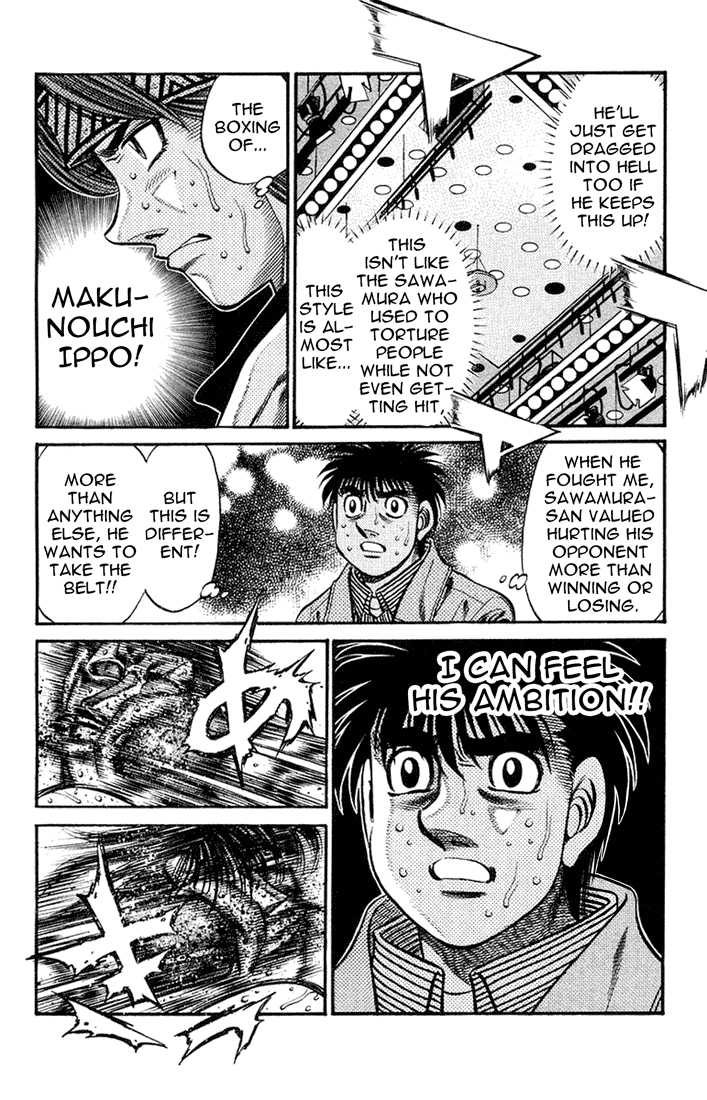 HE'LL
JUST GET
DRAGGED
INTO HELL
TOO IF
HE KEEPS
THIS UP!
THIS
ISN'T LIKE
THE SAWA-
MURA WHO
USED TO
TORTURE
PEOPLE
WHILE NOT
EVEN GET-
TING HIT,
THIS
STYLE
IS AL-
MOST
LIKE...
THE
BOXING
OF...
MAKU-
NOUCHI
IPPO!
WHEN HE
FOUGHT ME,
SAWAMURA-
SAN VALUED
HURTING HIS
OPPONENT
MORE THAN
WINNING OR
LOSING.
BUT
THIS IS
DIFFER-
ENT!
MORE
THAN
ANYTHING
ELSE, HE
WANTS TO
TAKE THE
BELT!!
I CAN FEEL
HIS AMBITION!!